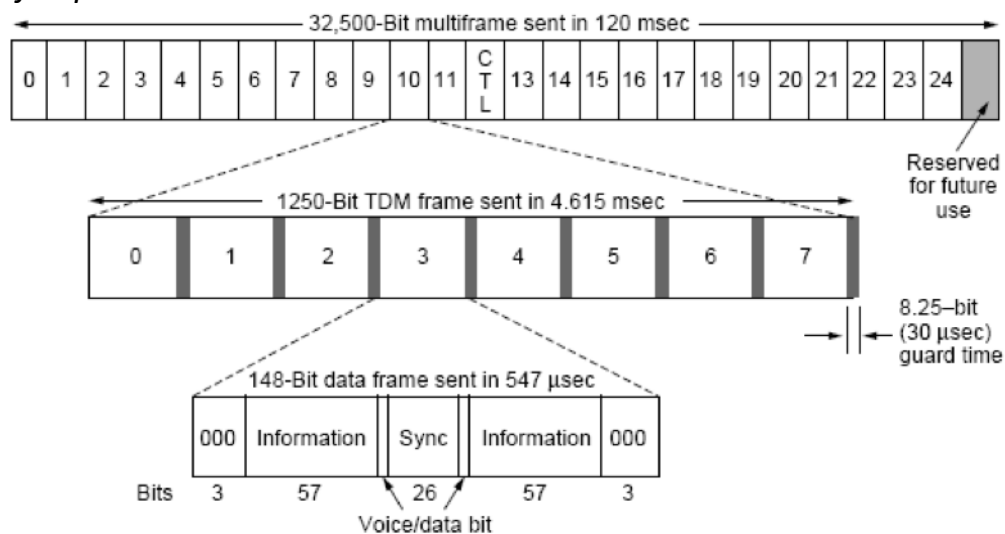 32,500-Bit multiframe sent in 120 msec
0 1 2 3 4 5 6 7 8 9 10 11 CTL 13 14 15 16 17 18 19 20 21 22 23 24
Reserved
for future
use
1250-Bit TDM frame sent in 4.615 msec
0 1 2 3 4 5 6 7
8.25–bit
(30 μsec)
guard time
148-Bit data frame sent in 547 μsec
000 Information Sync Information 000
Bits 3 57 26 57 3
Voice/data bit